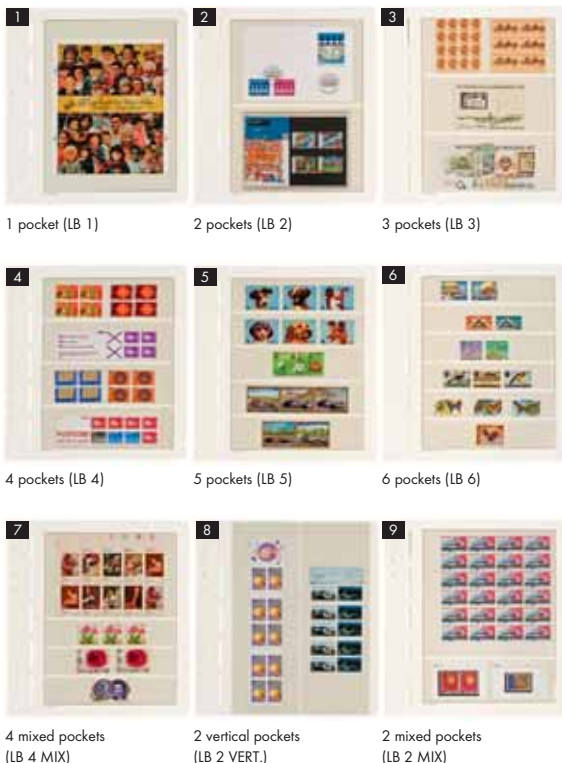 1
2
3
1 pocket (LB 1)
2 pockets (LB 2)
3 pockets (LB 3)
4
5
6
4 pockets (LB 4)
5 pockets (LB 5)
6 pockets (LB 6)
7
8
9
4 mixed pockets
(LB 4 MIX)
2 vertical pockets
(LB 2 VERT.)
2 mixed pockets
(LB 2 MIX)